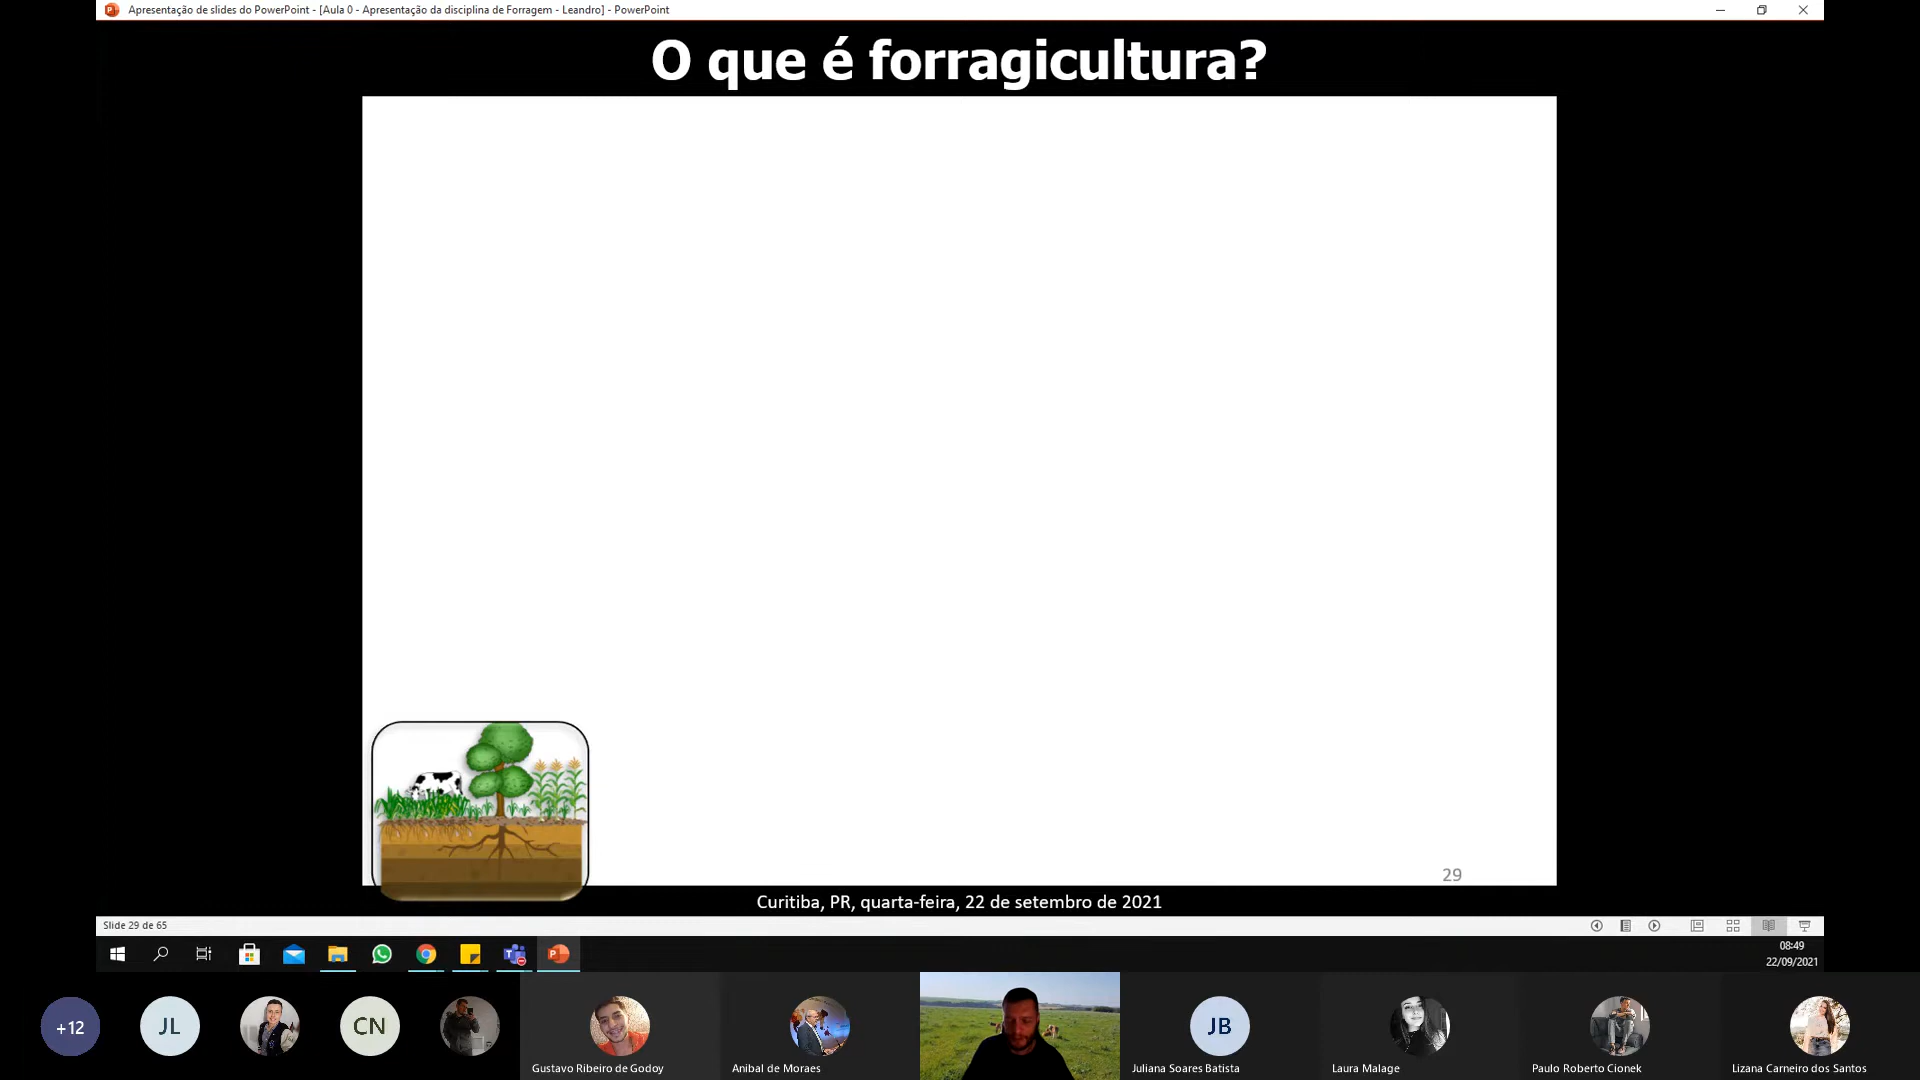 Apresentação de slides do PowerPoint - [Aula 0 - Apresentação da disciplina de Forragem - Leandro] - PowerPoint
O que é forragicultura?
29
Curitiba, PR, quarta-feira, 22 de setembro de 2021
Slide 29 de 65
08:49
22/09/2021
+12
JL
CN
JB
Gustavo Ribeiro de Godoy
Anibal de Moraes
Juliana Soares Batista
Laura Malage
Paulo Roberto Cionek
Lizana Carneiro dos Santos